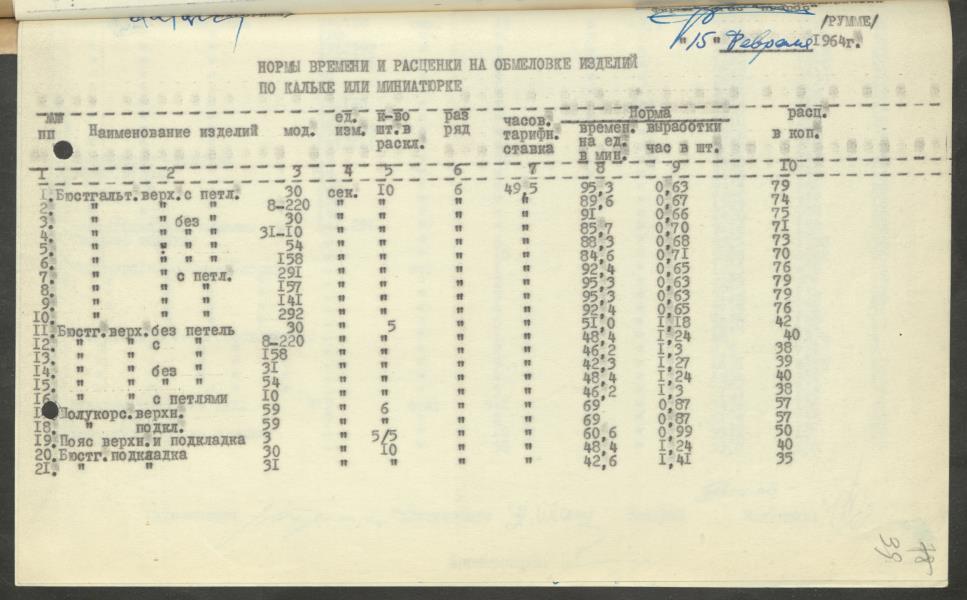 /РУММЕ/
"15" Февраля 1964г.
НОРМЫ ВРЕМЕНИ И РАСЦЕНКИ НА ОБМЕЛОВКЕ ИЗДЕЛИЙ
ПО КАЛЬКЕ ИЛИ МИНИАТЮРКЕ
№№ пп Наименование изделий мод. ед. изм. к-во шт.в раскл. раз ряд часов. тарифн. ставка Норма времен. на ед. в мин. выработки час в шт. расц. в коп.
1 2 3 4 5 6 7 8 9 10
1. Бюстгальт.верх.с петл. 30 сек. 10 6 49,5 95,3 0,63 79
2. " " " 8-220 " " " " 89,6 0,67 74
3. " " без " 30 " " " " 91 0,66 75
4. " " " " 31-10 " " " " 85,7 0,70 71
5. " " " " 54 " " " " 88,3 0,68 73
6. " " " " 158 " " " " 84,6 0,71 70
7. " " с петл. 291 " " " " 92,4 0,65 76
8. " " " " 157 " " " " 95,3 0,63 79
9. " " " " 141 " " " " 95,3 0,63 79
10. " " " " 292 " " " " 92,4 0,65 76
11. Бюстг.верх.без петель 30 " 5 " " 51,0 1,18 42
12. " " с " 8-220 " " " " 48,4 1,24 40
13. " " " " 158 " " " " 46,2 1,3 38
14. " " без " 31 " " " " 42,3 1,27 39
15. " " " " 54 " " " " 48,4 1,24 40
16. " " с петлями 10 " " " " 46,2 1,3 38
Полукорс.верхн. 59 " 6 " " 69 0,87 57
18. " подкл. 59 " " " " 69 0,87 57
19. Пояс верхн.и подкладка 3 " 5/5 " " 60,6 0,99 50
20. Бюстг.подкладка 30 " 10 " " 48,4 1,24 40
21. " " 31 " " " " 42,6 1,41 35
39